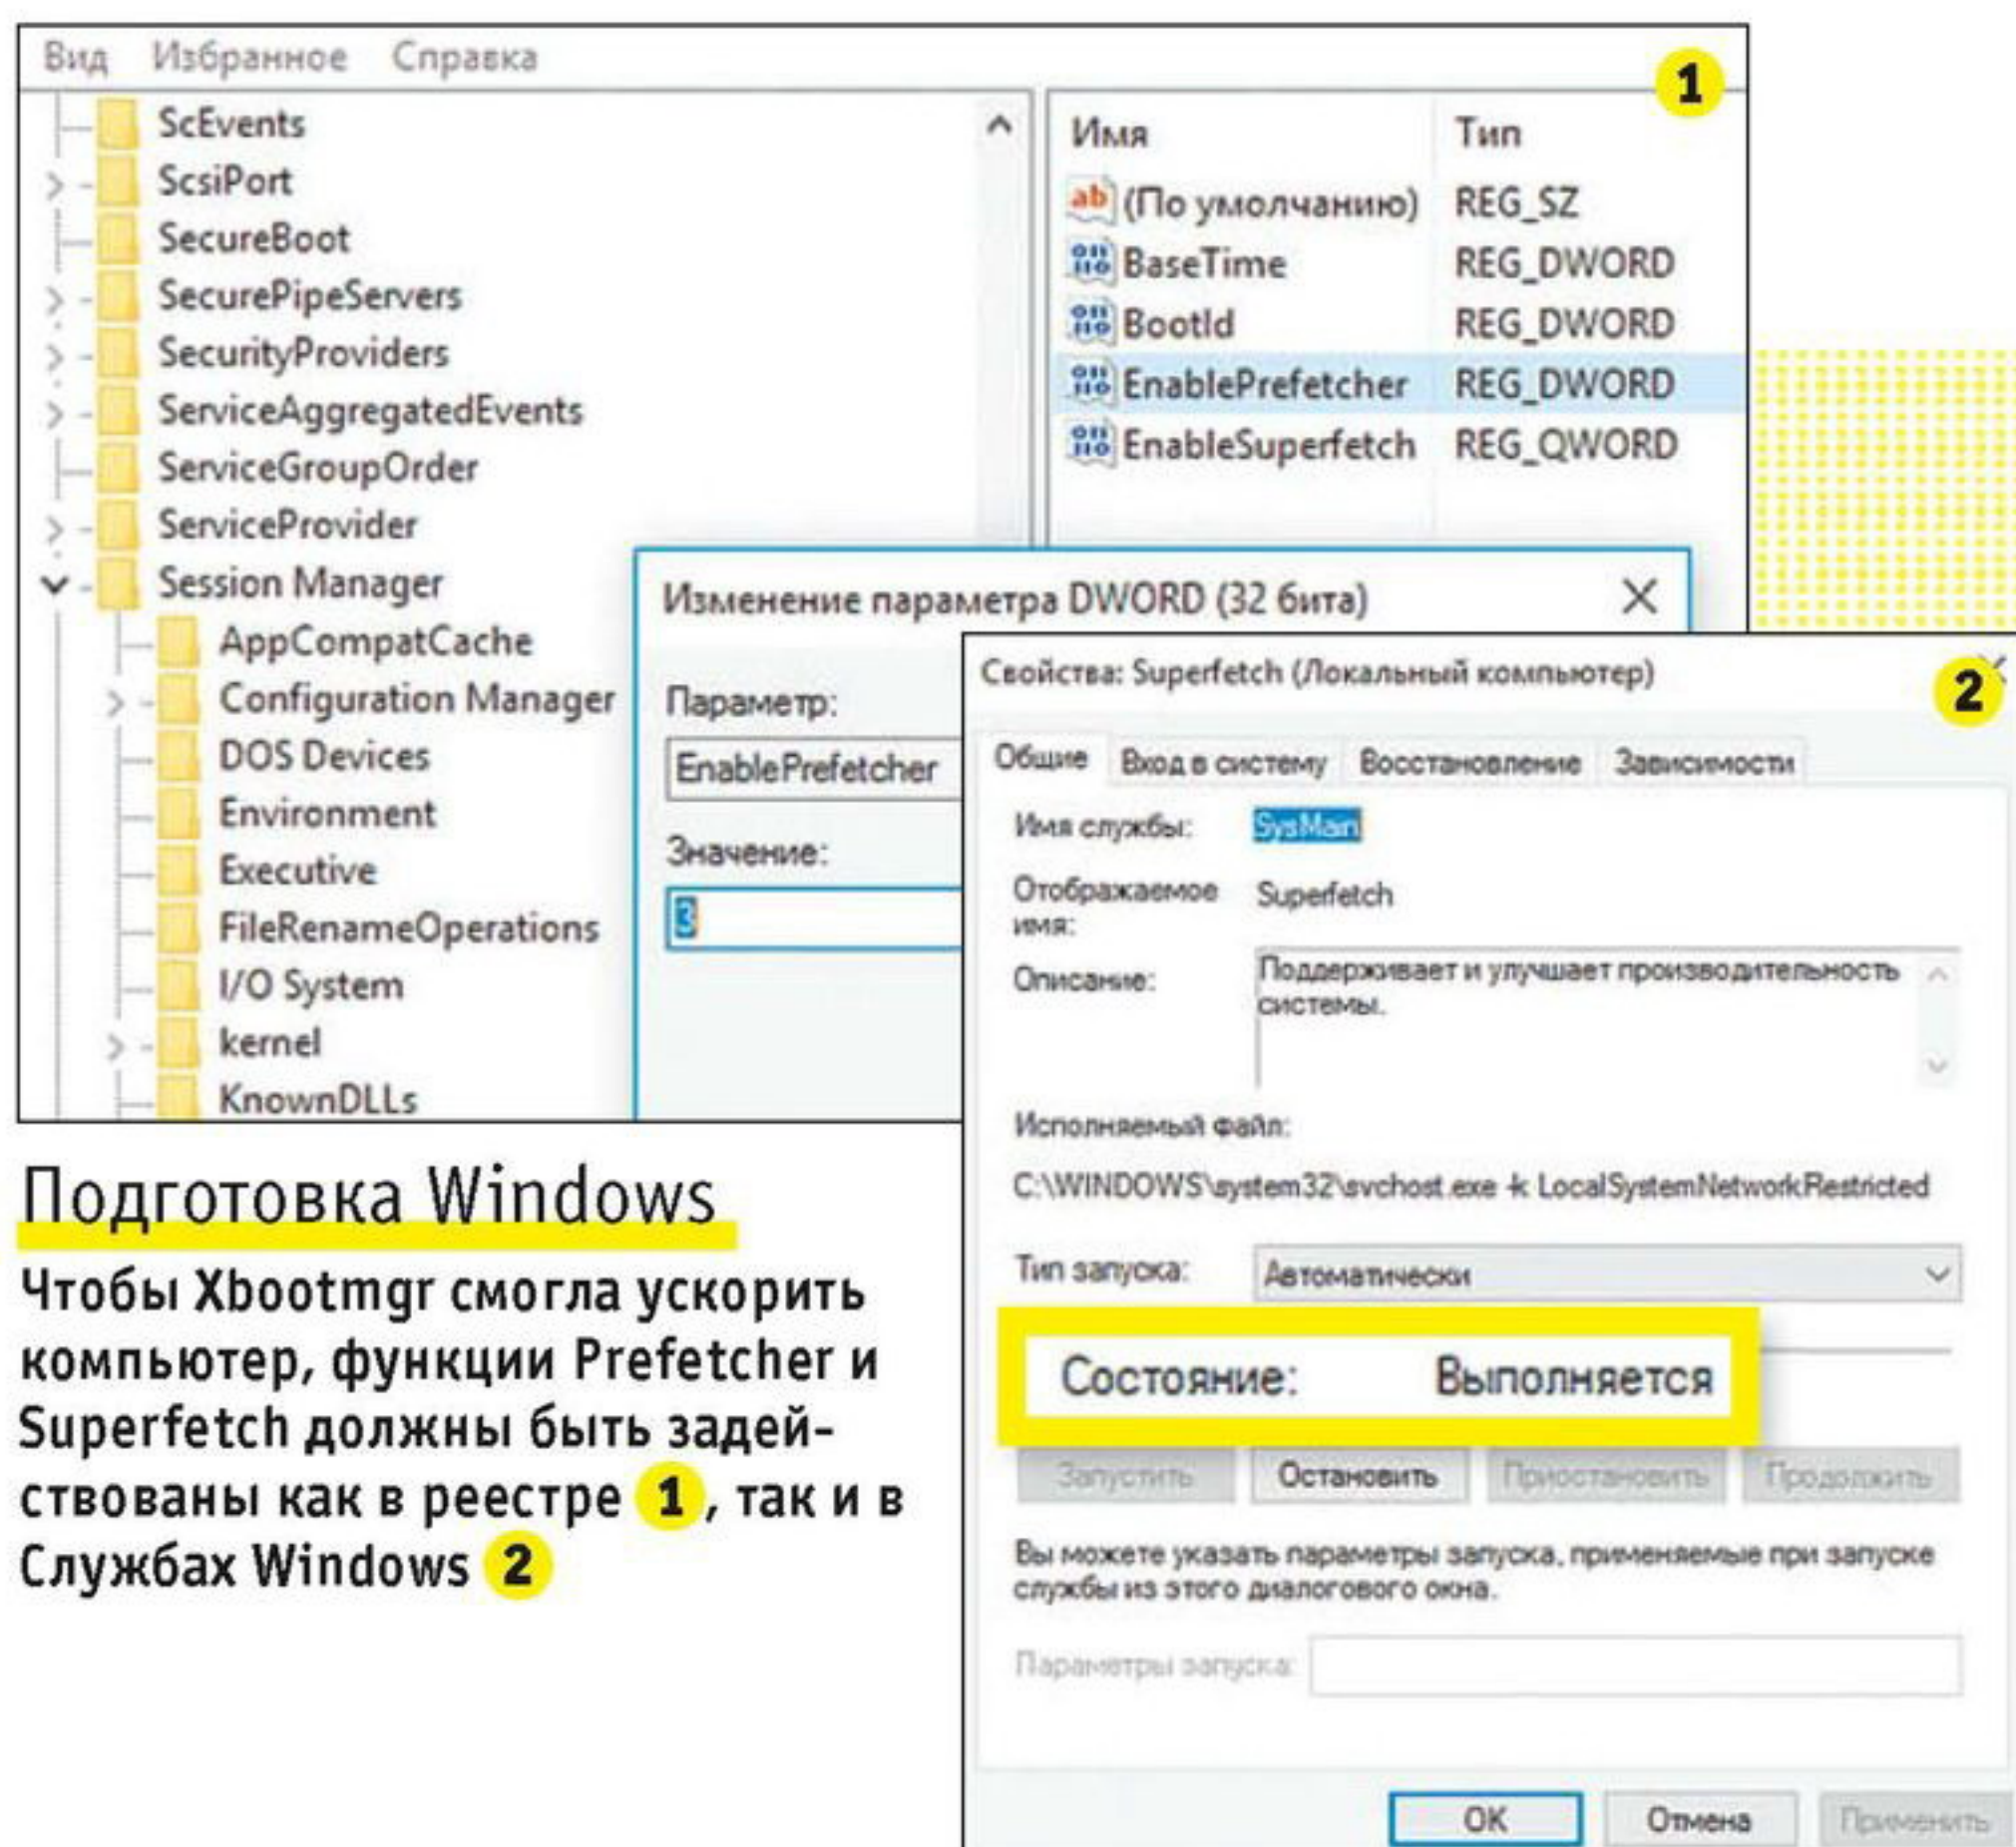 Вид Избранное Справка
1
ScEvents
ScsiPort
SecureBoot
SecurePipeServers
SecurityProviders
ServiceAggregatedEvents
ServiceGroupOrder
ServiceProvider
Session Manager
AppCompatCache
Configuration Manager
DOS Devices
Environment
Executive
FileRenameOperations
I/O System
kernel
KnownDLLs
Имя Тип
(По умолчанию) REG_SZ
BaseTime REG_DWORD
BootId REG_DWORD
EnablePrefetcher REG_DWORD
EnableSuperfetch REG_QWORD
Изменение параметра DWORD (32 бита)
Параметр:
EnablePrefetcher
Значение:
3
Свойства: Superfetch (Локальный компьютер)
2
Общие Вход в систему Восстановление Зависимости
Имя службы: SysMain
Отображаемое Superfetch
имя:
Описание: Поддерживает и улучшает производительность
системы.
Исполняемый файл:
C:\WINDOWS\system32\svchost.exe -k LocalSystemNetworkRestricted
Тип запуска: Автоматически
Состояние: Выполняется
Запустить Остановить Приостановить Продолжить
Вы можете указать параметры запуска, применяемые при запуске
службы из этого диалогового окна.
Параметры запуска:
OK Отмена Применить
Подготовка Windows
Чтобы Xbootmgr смогла ускорить
компьютер, функции Prefetcher и
Superfetch должны быть задей-
ствованы как в реестре 1, так и в
Службах Windows 2